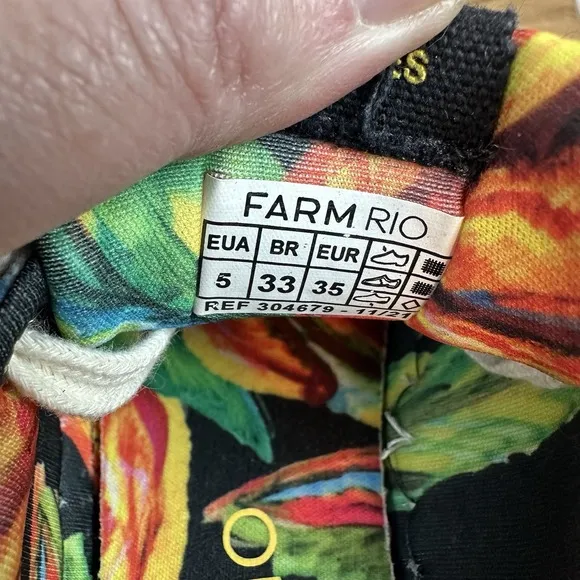 FARM RIO
EUA BR EUR
5 33 35
REF 304679 - 11/21